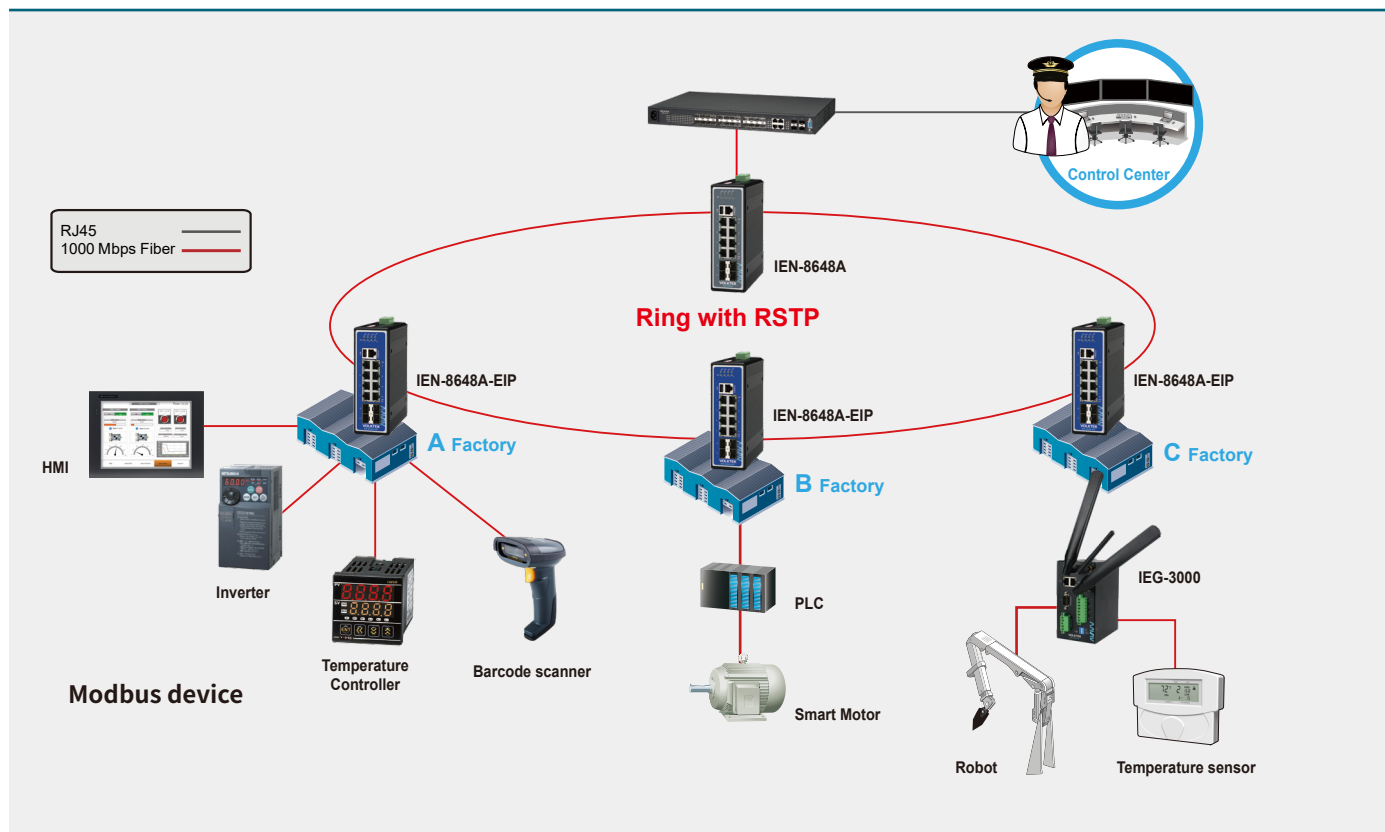 Control Center
RJ45
1000 Mbps Fiber
IEN-8648A
Ring with RSTP
IEN-8648A-EIP
IEN-8648A-EIP
IEN-8648A-EIP
A Factory
B Factory
C Factory
HMI
Inverter
Temperature
Controller
Barcode scanner
PLC
Smart Motor
IEG-3000
Robot
Temperature sensor
Modbus device